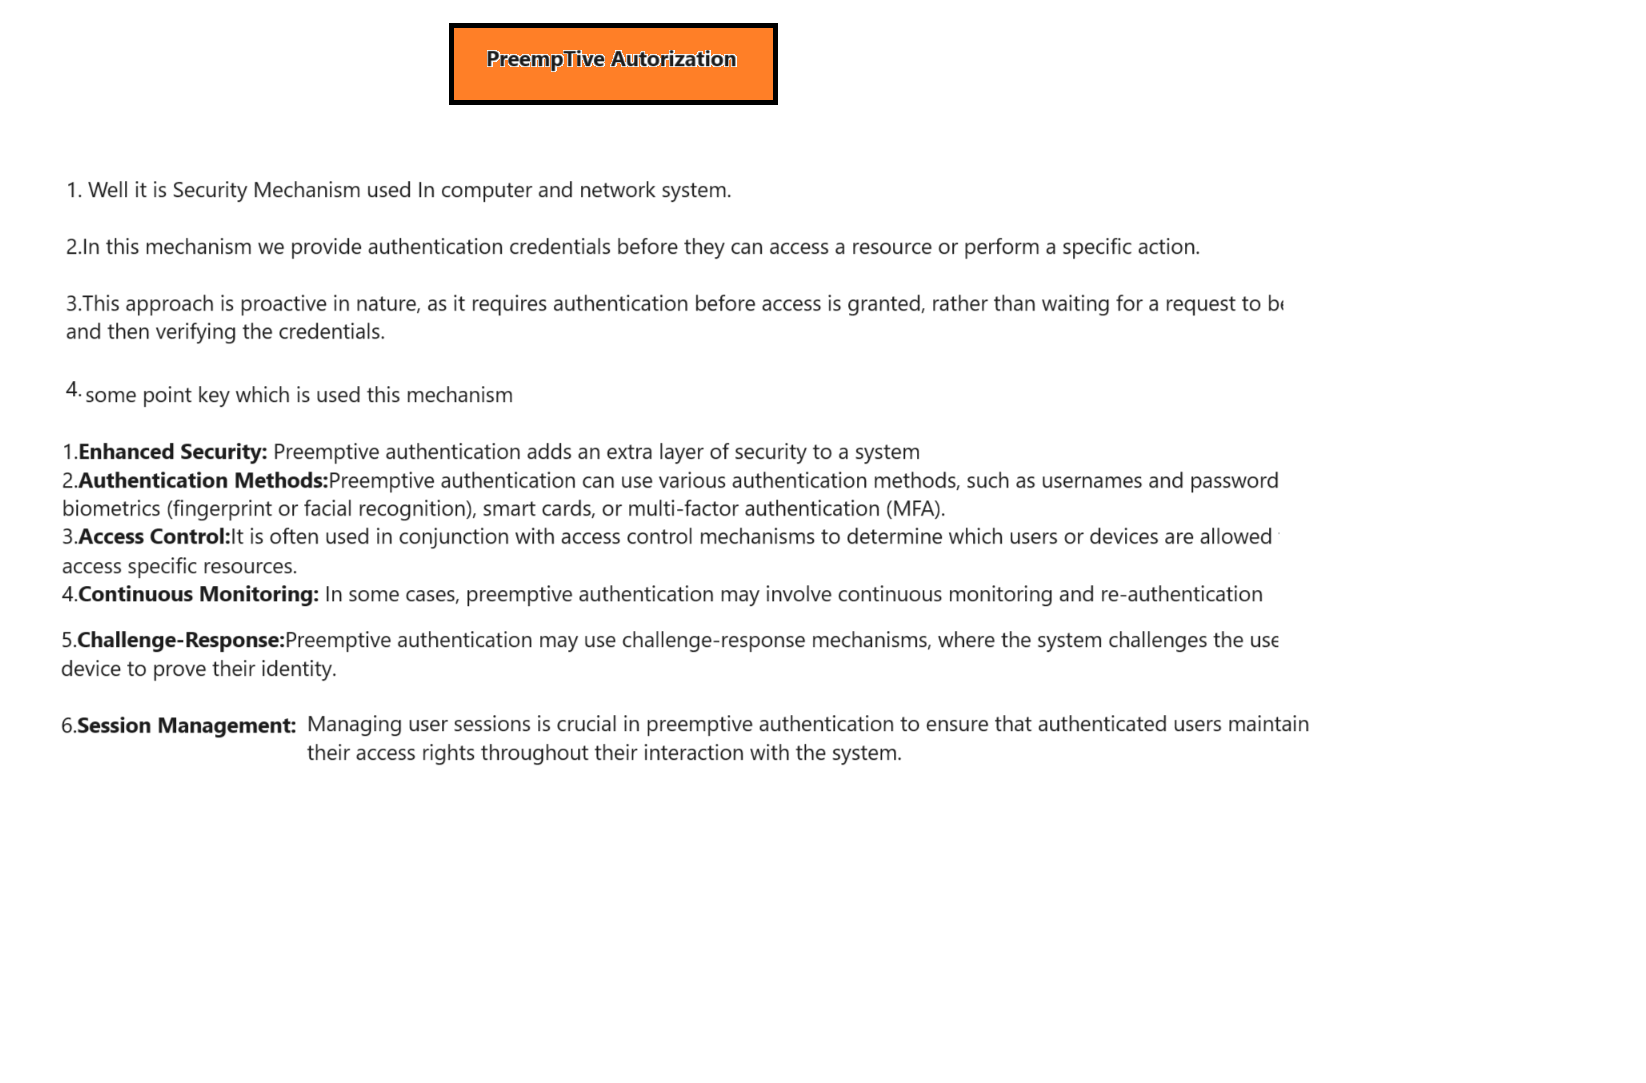 PreempTive Autorization
1. Well it is Security Mechanism used In computer and network system.
2.In this mechanism we provide authentication credentials before they can access a resource or perform a specific action.
3.This approach is proactive in nature, as it requires authentication before access is granted, rather than waiting for a request to
and then verifying the credentials.
4. some point key which is used this mechanism
1.Enhanced Security: Preemptive authentication adds an extra layer of security to a system
2.Authentication Methods:Preemptive authentication can use various authentication methods, such as usernames and password
biometrics (fingerprint or facial recognition), smart cards, or multi-factor authentication (MFA).
3.Access Control:It is often used in conjunction with access control mechanisms to determine which users or devices are allowed
access specific resources.
4.Continuous Monitoring: In some cases, preemptive authentication may involve continuous monitoring and re-authentication
5.Challenge-Response:Preemptive authentication may use challenge-response mechanisms, where the system challenges the use
device to prove their identity.
6.Session Management: Managing user sessions is crucial in preemptive authentication to ensure that authenticated users maintain
their access rights throughout their interaction with the system.